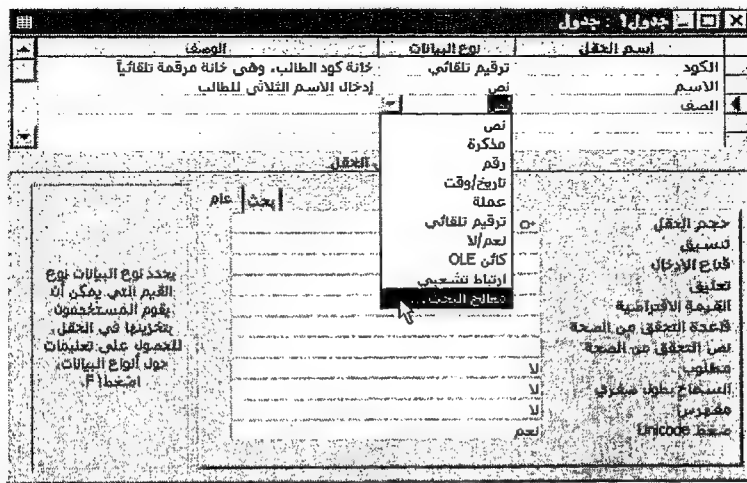 جدول1 : جدول
اسم الحقل نوع البيانات الوصف
الكود ترقيم تلقائي خانة كود الطالب، وهى خانة مرقمة تلقائياً
الاسم نص إدخال الاسم الثلاثى للطالب
الصف نص
نص
مذكرة
رقم
تاريخ/وقت
عملة
ترقيم تلقائي
نعم/لا
كائن OLE
ارتباط تشعبي
معالج البحث...
الحقل
عام بحث
حجم الحقل ٥٠
تنسيق
قناع الإدخال
تعليق
القيمة الافتراضية
قاعدة التحقق من الصحة
نص التحقق من الصحة
مطلوب لا
السماح بطول صفري لا
مفهرس لا
ضغط Unicode نعم
يحدد نوع البيانات نوع
القيم التي يمكن أن
يقوم المستخدمون
بتخزينها في الحقل.
للحصول على تعليمات
حول أنواع البيانات،
اضغط F1.